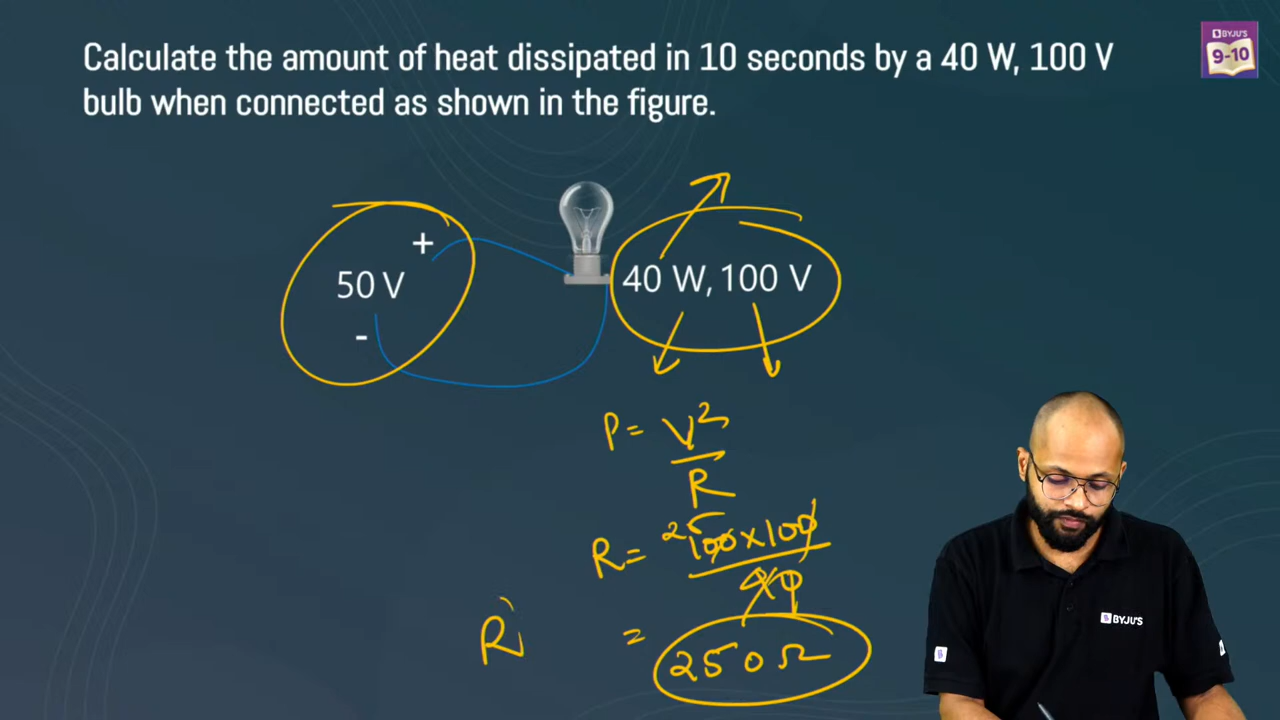 Calculate the amount of heat dissipated in 10 seconds by a 40 W, 100 V
bulb when connected as shown in the figure.
BYJU'S
9-10
+
50 V
-
40 W, 100 V
P = V²
R
R = 25
100 x 100
40
R
= 250 Ω
BYJU'S